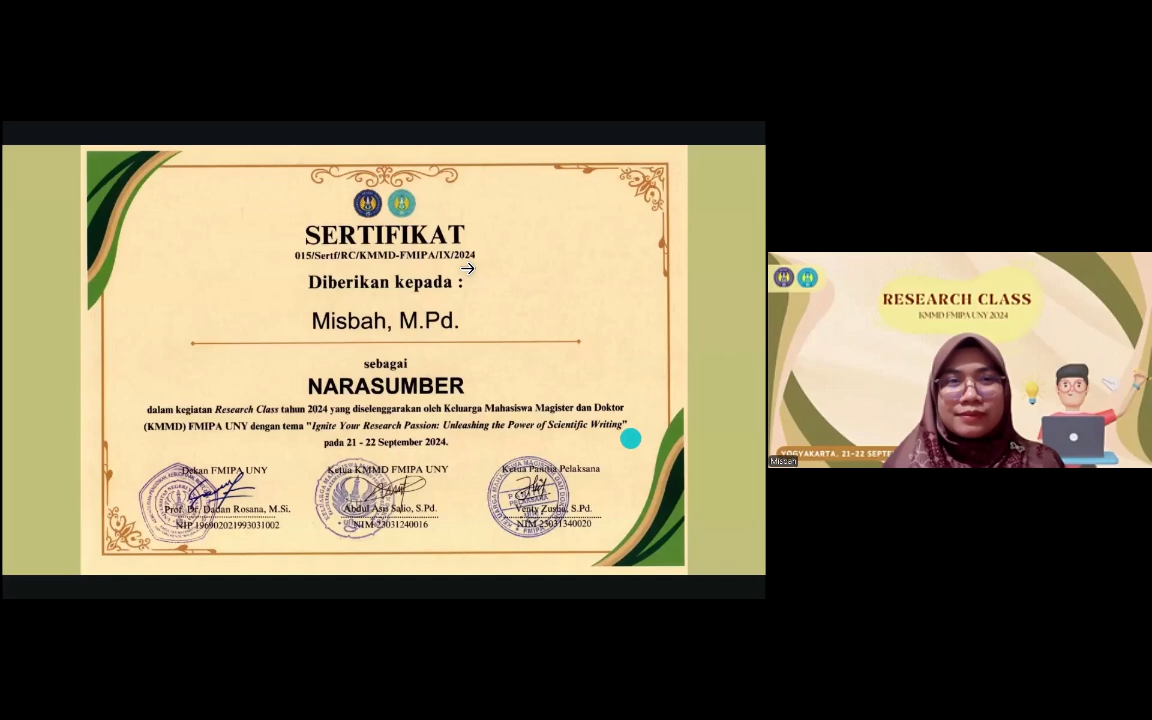 SERTIFIKAT
015/Sertf/RC/KMMD-FMIPA/IX/2024
Diberikan kepada :
Misbah, M.Pd.
sebagai
NARASUMBER
dalam kegiatan Research Class tahun 2024 yang diselenggarakan oleh Keluarga Mahasiswa Magister dan Doktor
(KMMD) FMIPA UNY dengan tema "Ignite Your Research Passion: Unleashing the Power of Scientific Writing"
pada 21 - 22 September 2024.
Dekan FMIPA UNY
Prof. Dr. Dadan Rosana, M.Si.
NIP 196902021993031002
Ketua KMMD FMIPA UNY
Abdul Asis Salio, S.Pd.
NIM 23031240016
Ketua Panitia Pelaksana
Venty Zusba, S.Pd.
NIM 23031340020
RESEARCH CLASS
KMMD FMIPA UNY 2024
YOGYAKARTA, 21-22 SEPTE
Misbah